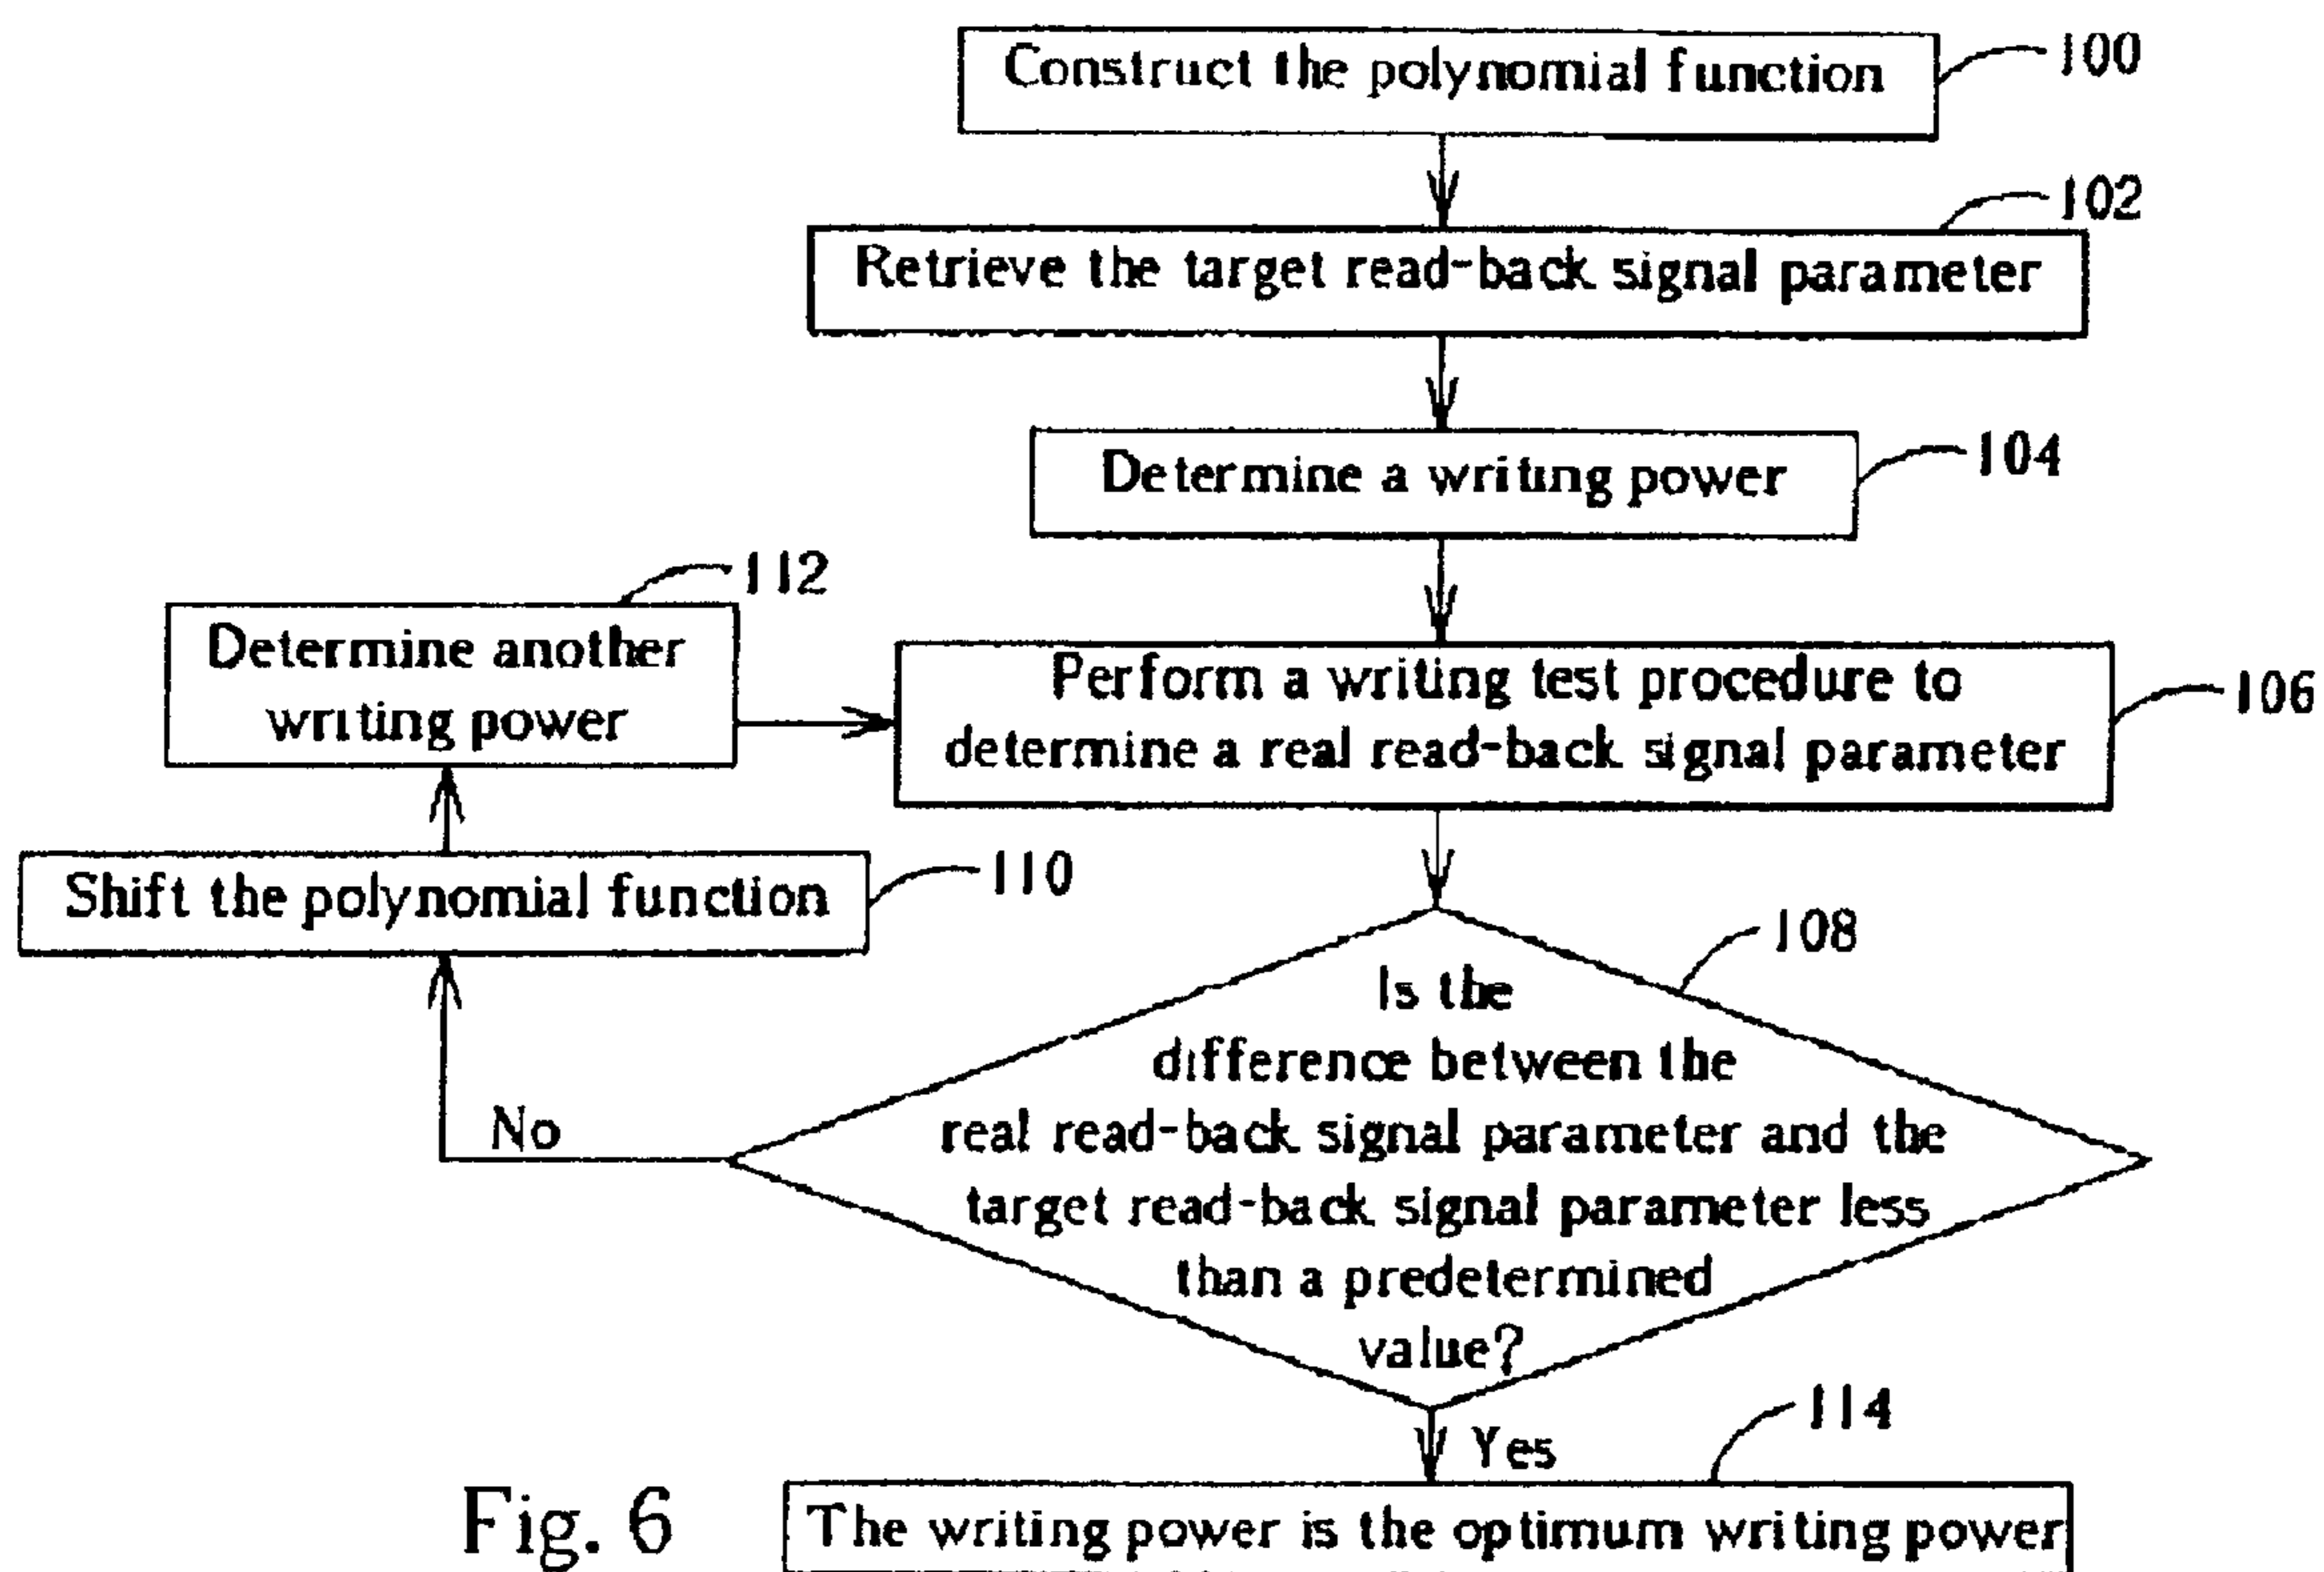 Construct the polynomial function
100
102
Retrieve the target read-back signal parameter
104
Determine a writing power
112
Determine another
writing power
Perform a writing test procedure to
determine a real read-back signal parameter
106
Shift the polynomial function
110
108
Is the
difference between the
real read-back signal parameter and the
target read-back signal parameter less
than a predetermined
value?
No
Yes
114
The writing power is the optimum writing power
Fig. 6